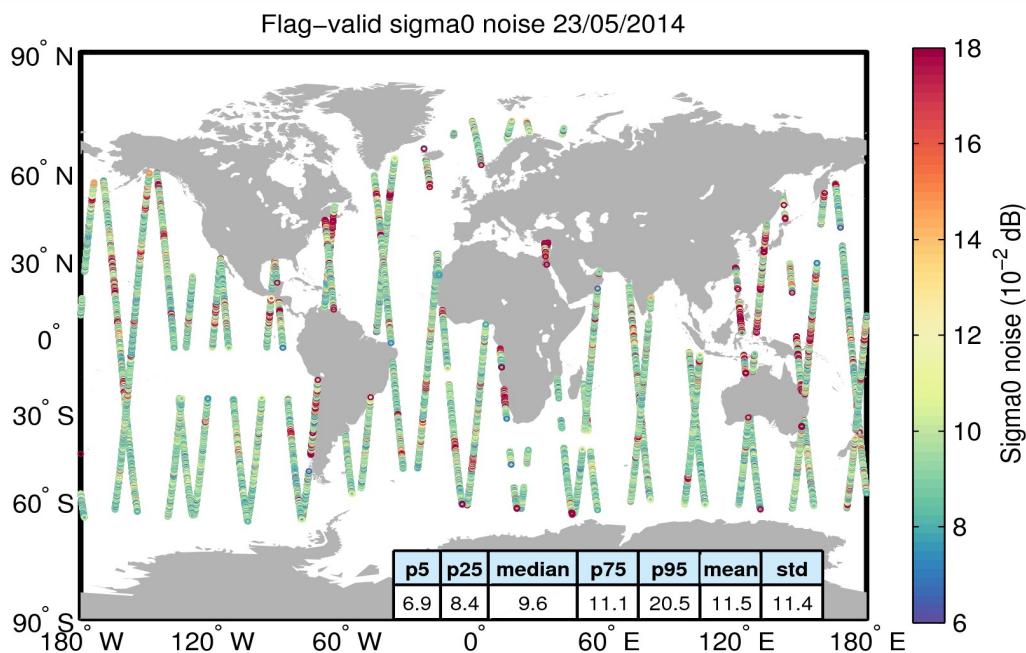 Flag−valid sigma0 noise 23/05/2014
90° N
60° N
30° N
0°
30° S
60° S
90° S
180° W
120° W
60° W
0°
60° E
120° E
180° E
p5 p25 median p75 p95 mean std
6.9 8.4 9.6 11.1 20.5 11.5 11.4
18
16
14
12
10
8
6
Sigma0 noise (10⁻² dB)